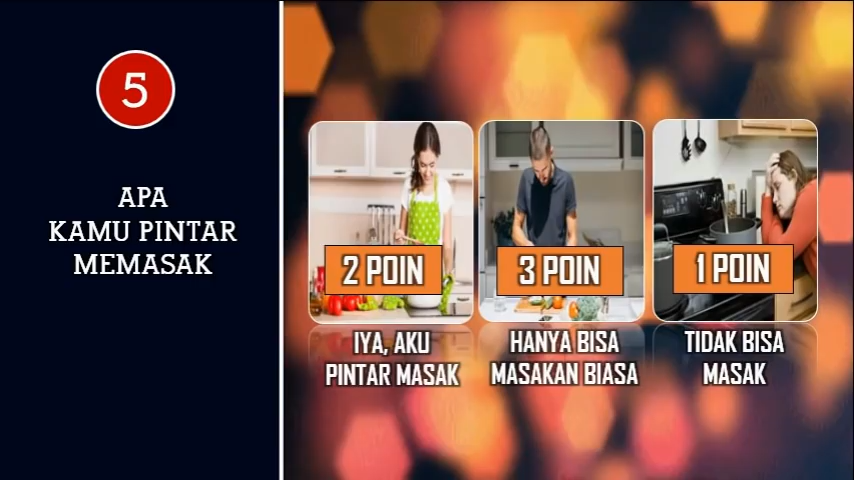 5
APA
KAMU PINTAR
MEMASAK
2 POIN
3 POIN
1 POIN
IYA, AKU
PINTAR MASAK
HANYA BISA
MASAKAN BIASA
TIDAK BISA
MASAK